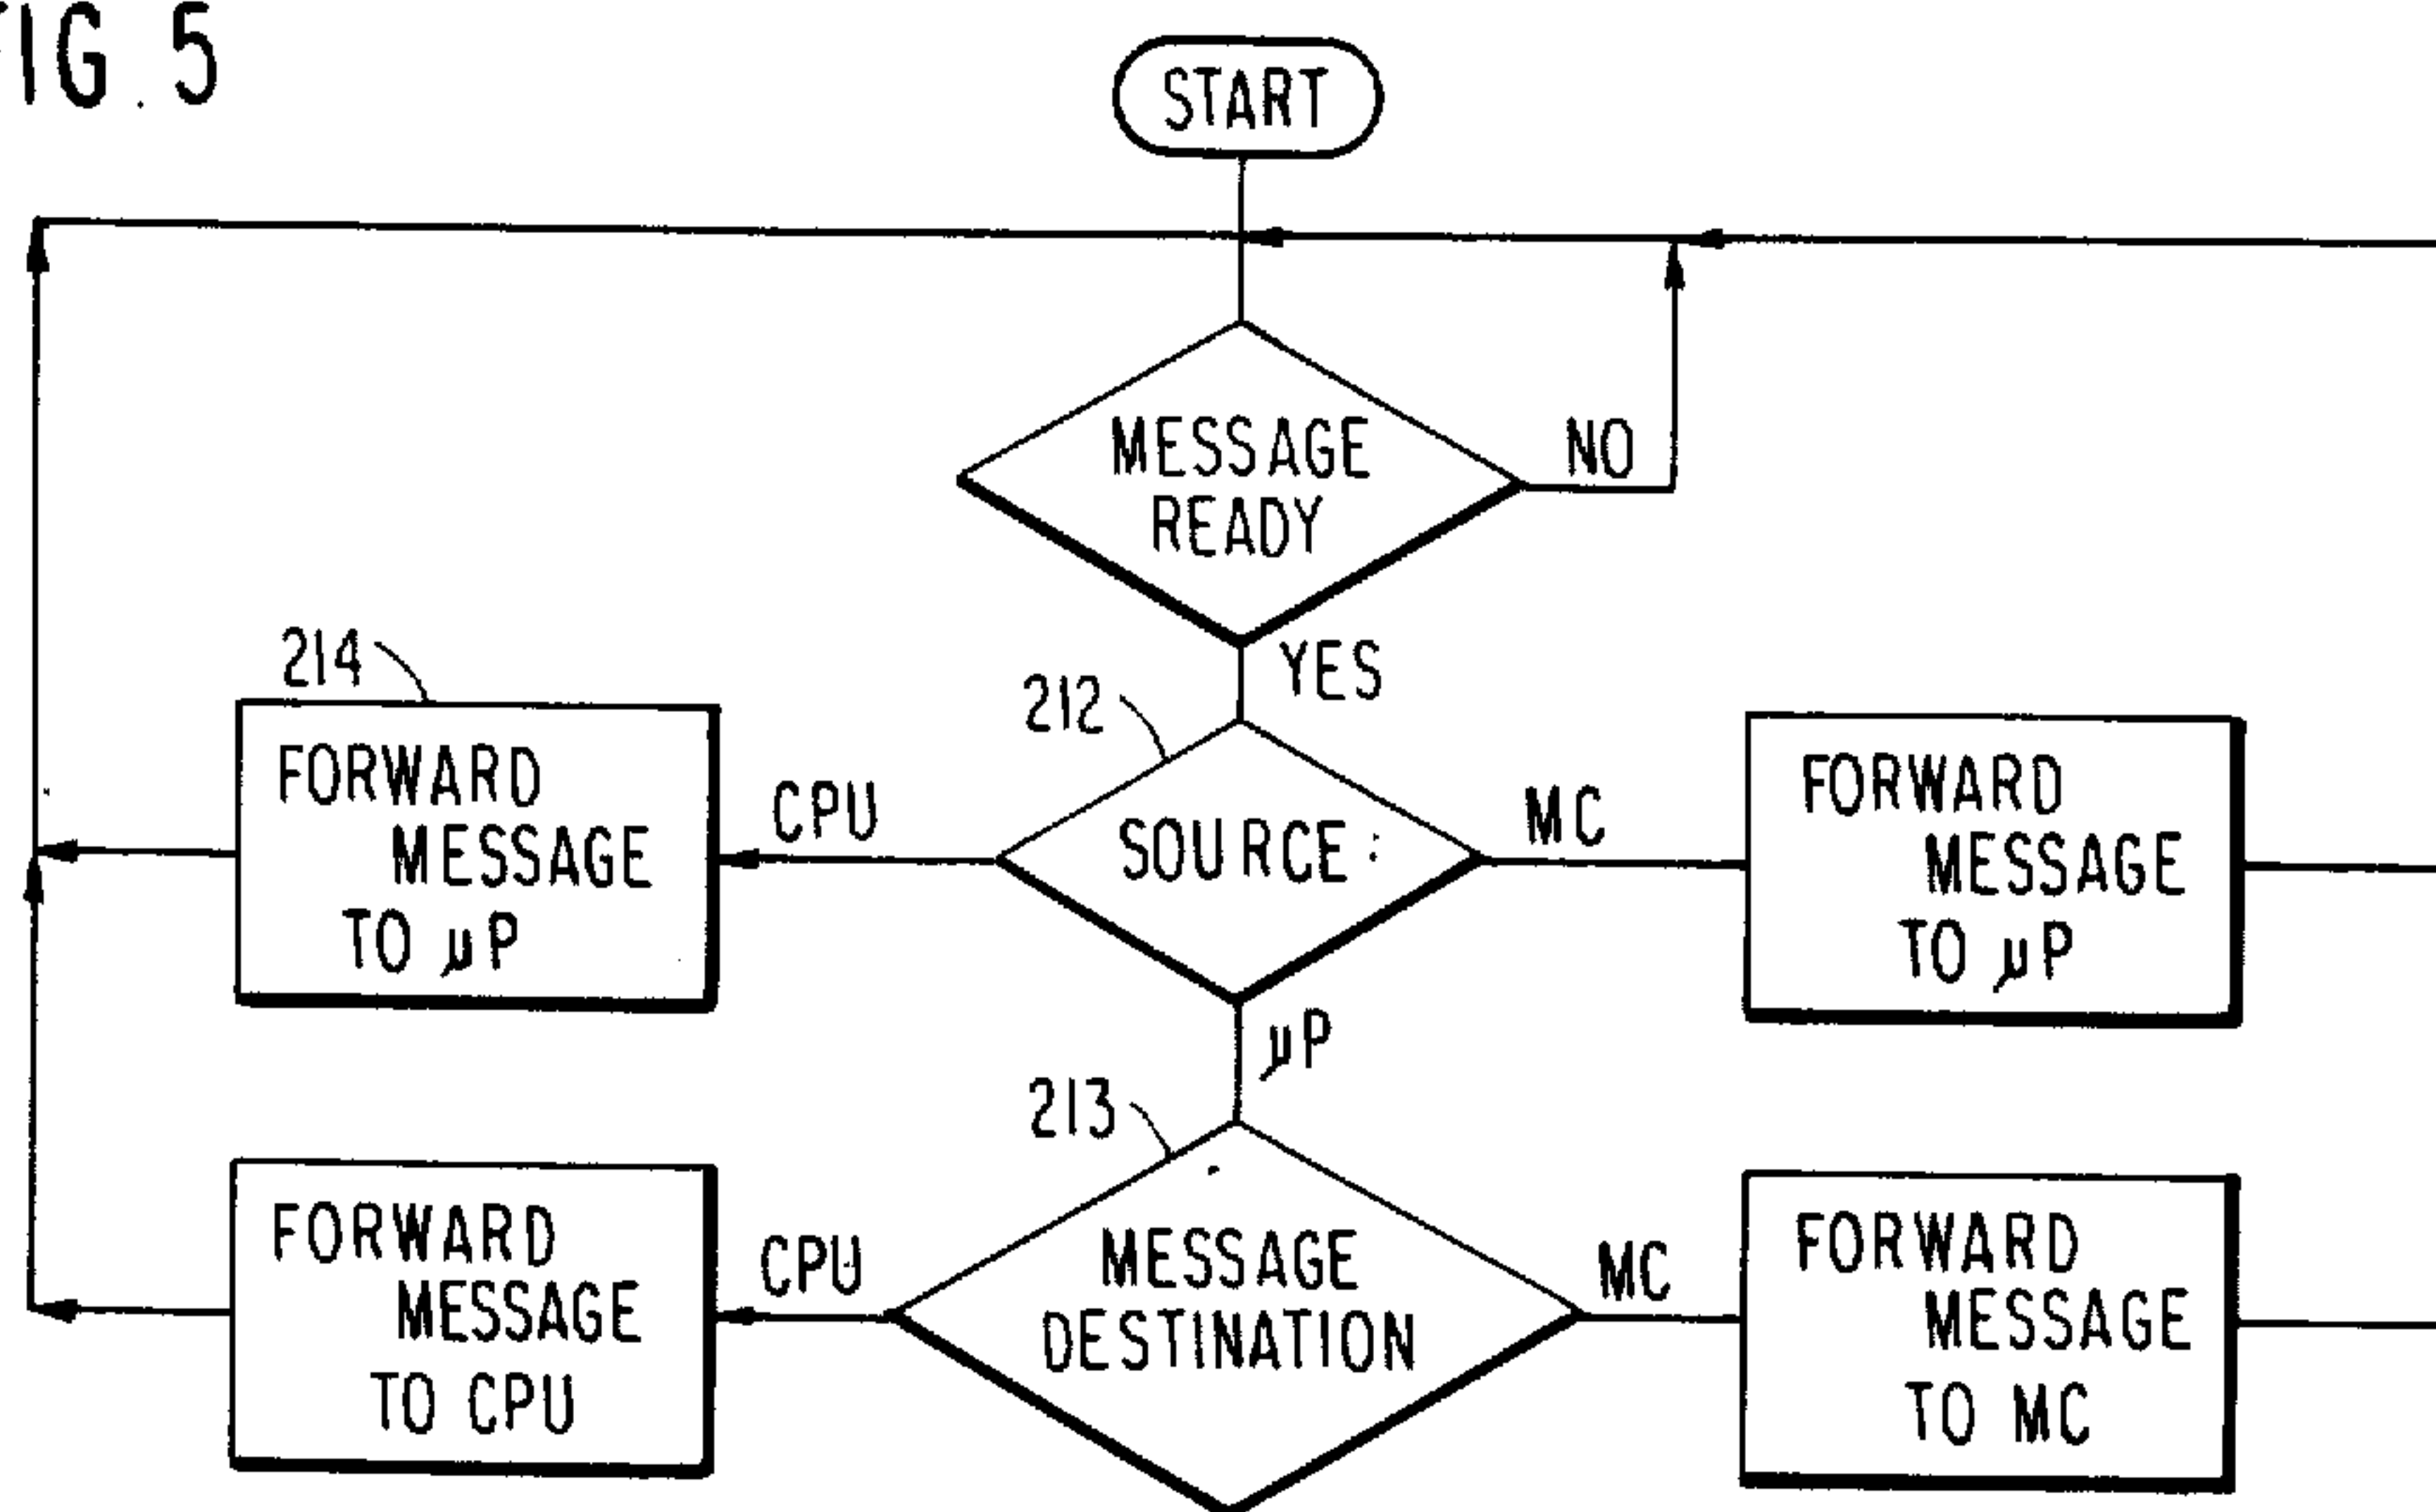 FIG. 5
START
MESSAGE
READY
NO
YES
214
212
FORWARD
MESSAGE
TO µP
CPU
SOURCE:
MC
FORWARD
MESSAGE
TO µP
µP
213
FORWARD
MESSAGE
TO CPU
CPU
MESSAGE
DESTINATION
MC
FORWARD
MESSAGE
TO MC